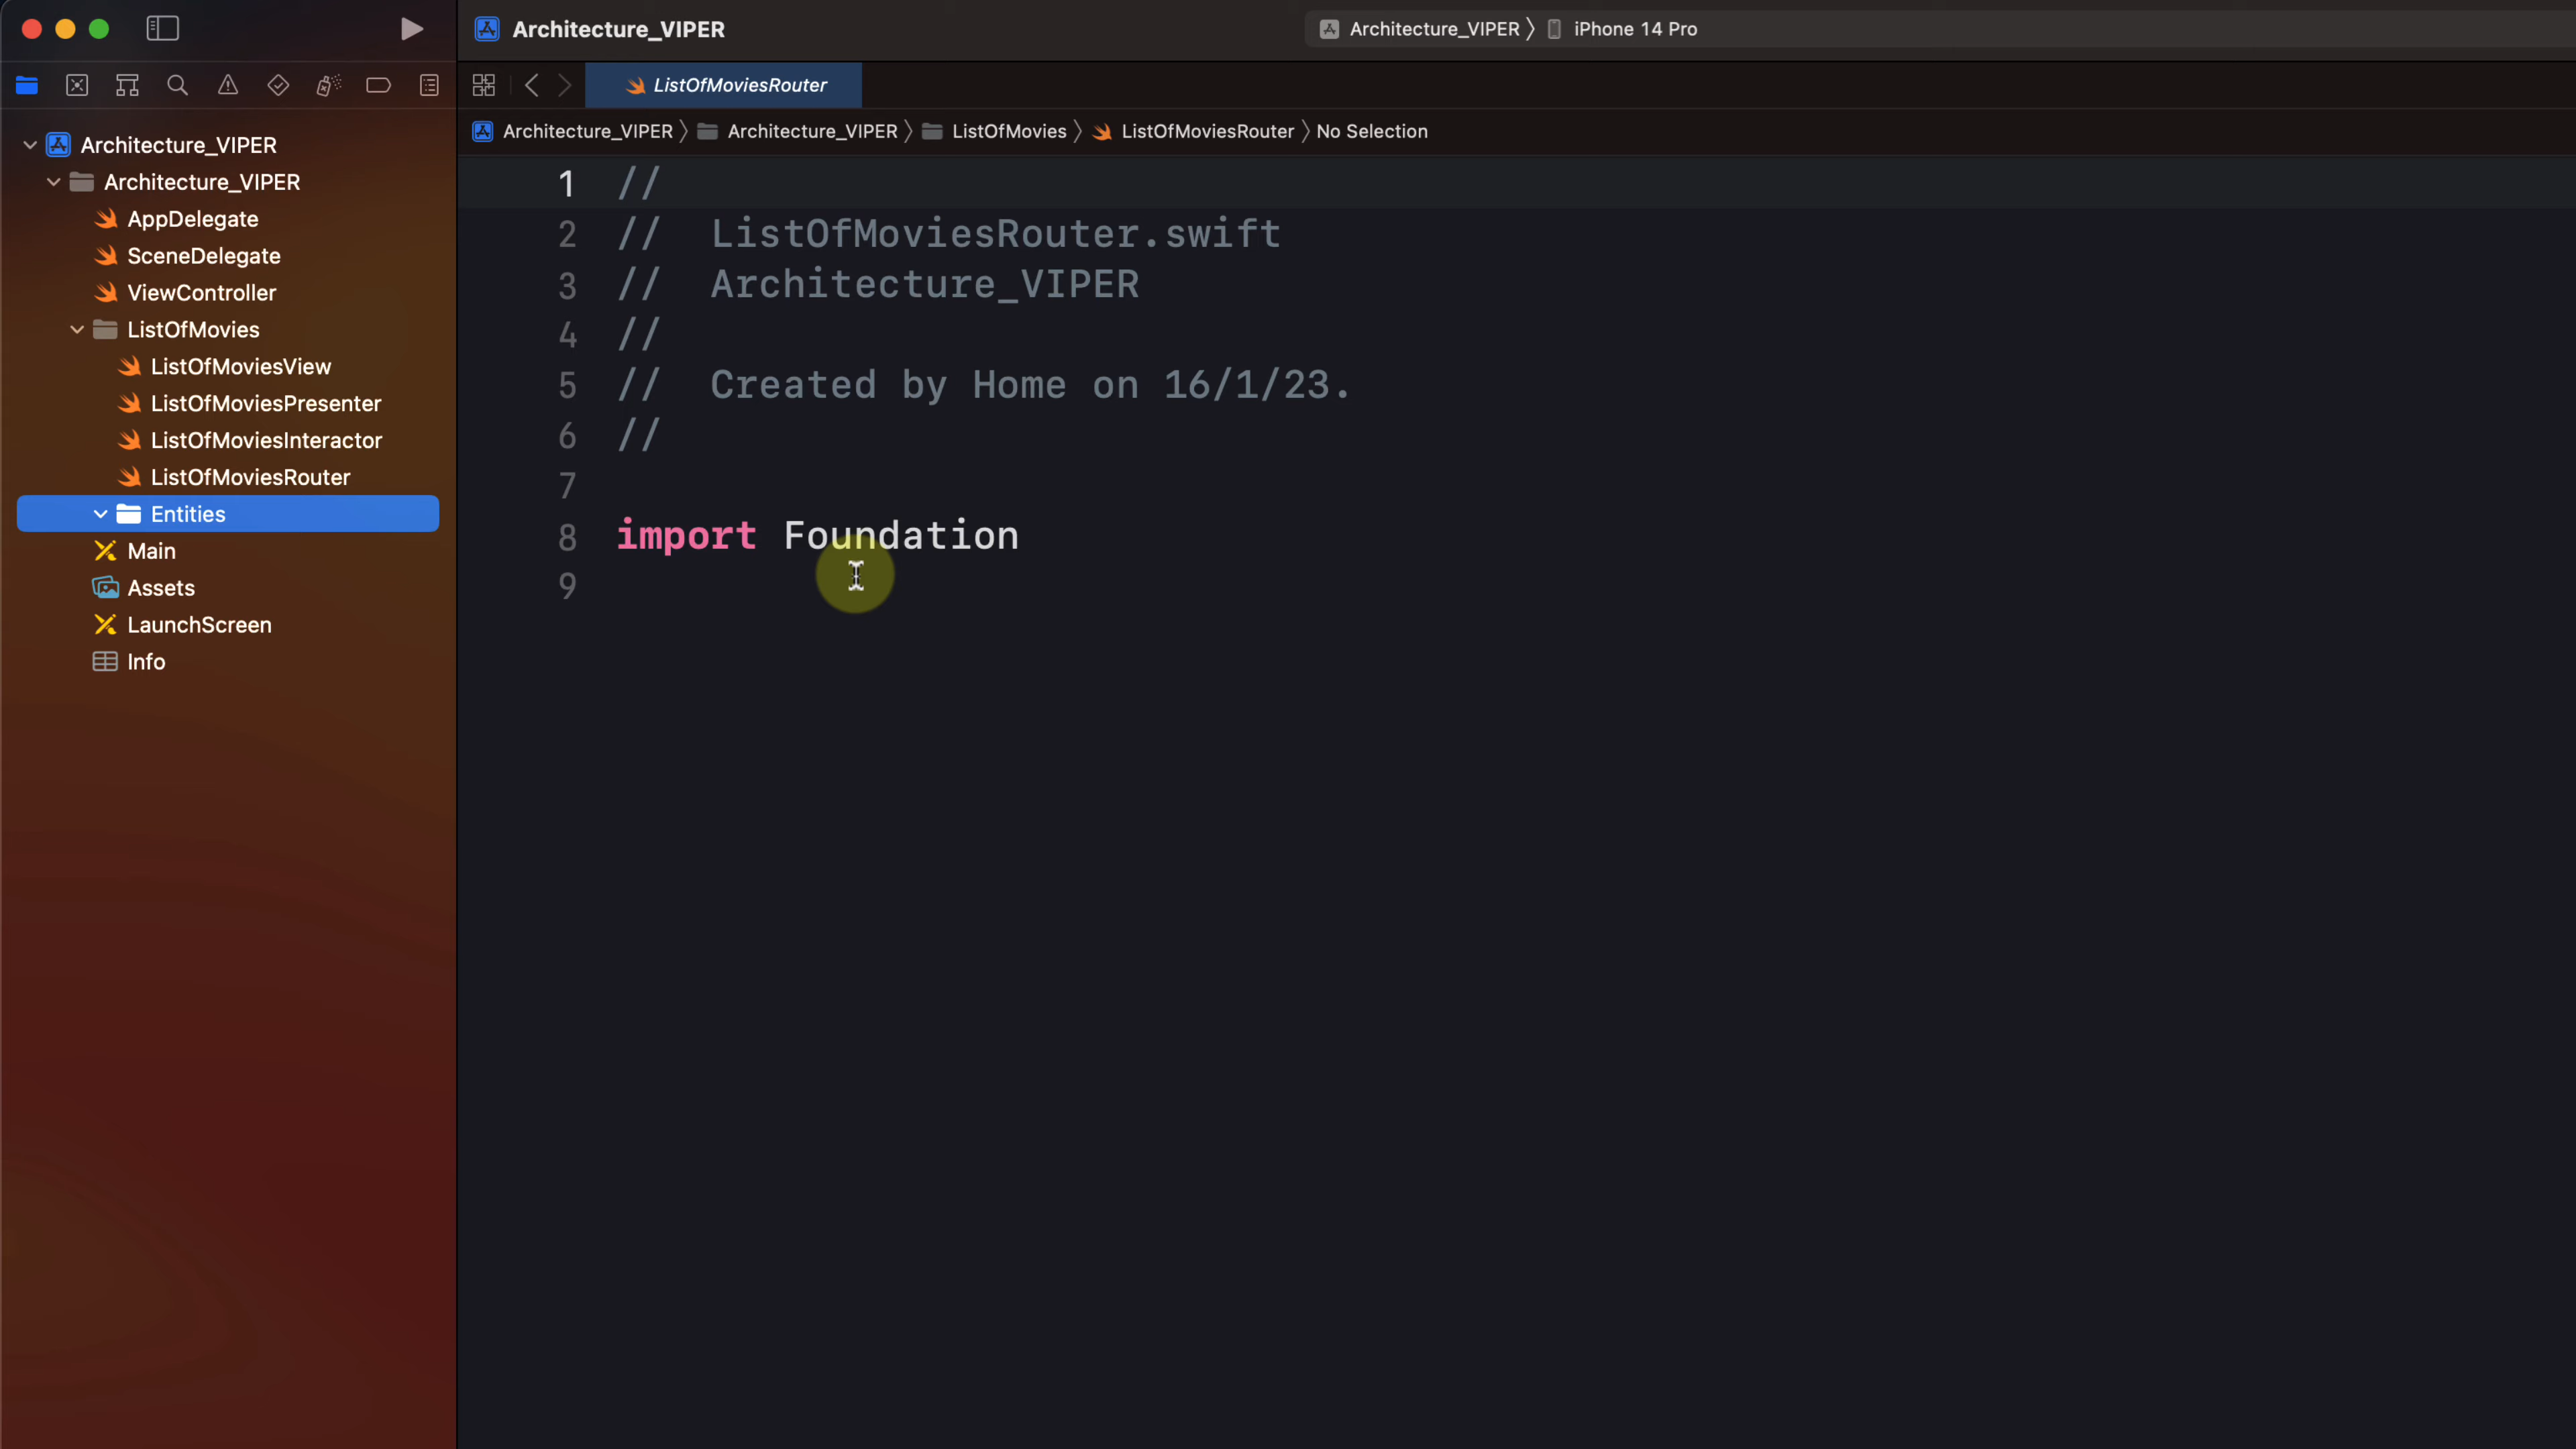 Architecture_VIPER
Architecture_VIPER 〉 iPhone 14 Pro
ListOfMoviesRouter
Architecture_VIPER 〉 Architecture_VIPER 〉 ListOfMovies 〉 ListOfMoviesRouter 〉 No Selection
Architecture_VIPER
Architecture_VIPER
AppDelegate
SceneDelegate
ViewController
ListOfMovies
ListOfMoviesView
ListOfMoviesPresenter
ListOfMoviesInteractor
ListOfMoviesRouter
Entities
Main
Assets
LaunchScreen
Info
1 //
2 //  ListOfMoviesRouter.swift
3 //  Architecture_VIPER
4 //
5 //  Created by Home on 16/1/23.
6 //
7
8 import Foundation
9